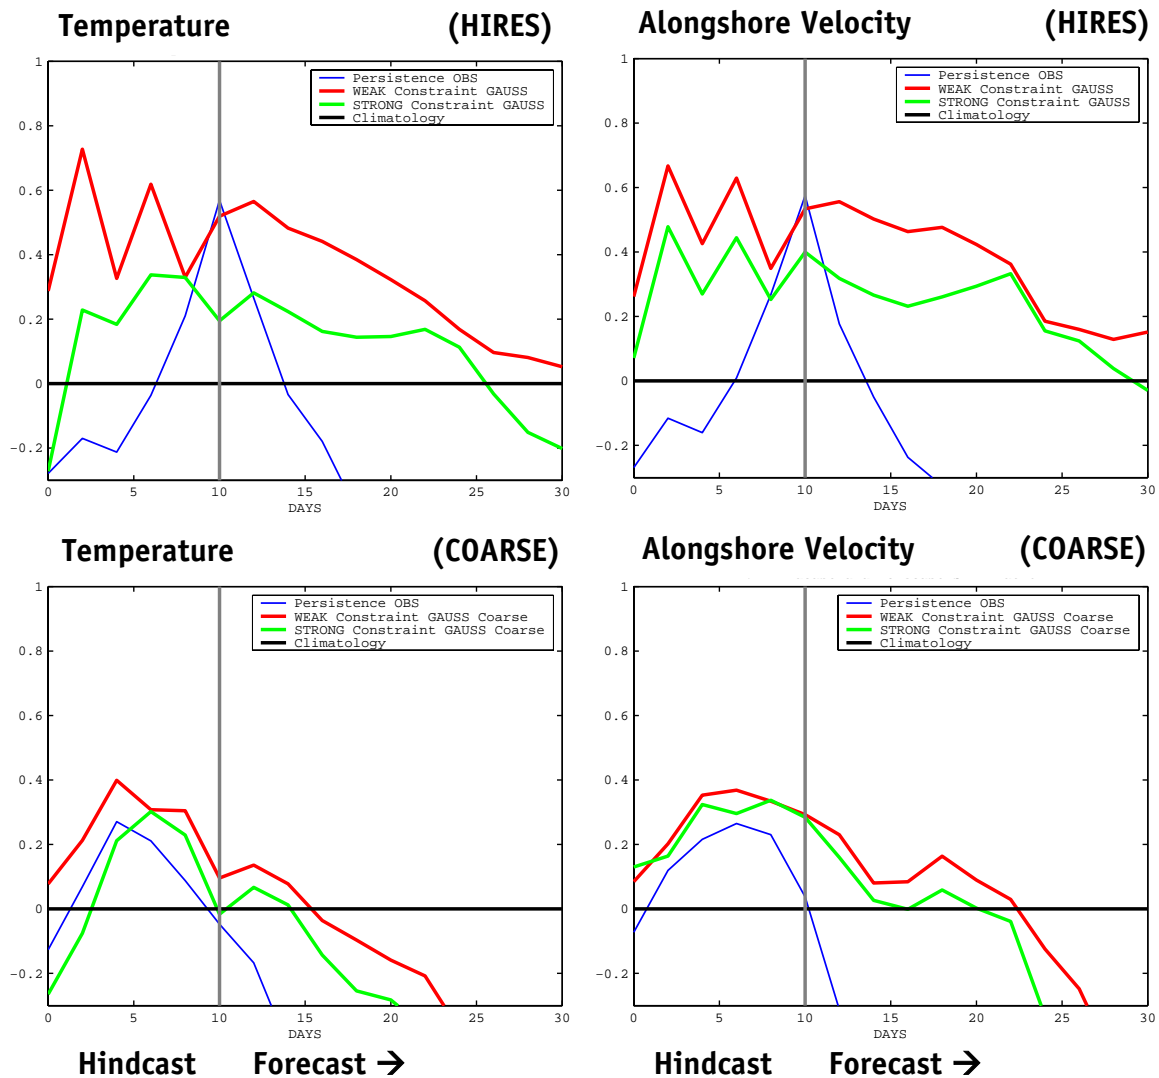 Temperature (HIRES)
Alongshore Velocity (HIRES)
Persistence OBS
WEAK Constraint GAUSS
STRONG Constraint GAUSS
Climatology
1
0.8
0.6
0.4
0.2
0
-0.2
0 5 10 15 20 25 30
DAYS
Persistence OBS
WEAK Constraint GAUSS
STRONG Constraint GAUSS
Climatology
1
0.8
0.6
0.4
0.2
0
-0.2
0 5 10 15 20 25 30
DAYS
Temperature (COARSE)
Alongshore Velocity (COARSE)
Persistence OBS
WEAK Constraint GAUSS Coarse
STRONG Constraint GAUSS Coarse
Climatology
1
0.8
0.6
0.4
0.2
0
-0.2
0 5 10 15 20 25 30
DAYS
Persistence OBS
WEAK Constraint GAUSS Coarse
STRONG Constraint GAUSS Coarse
Climatology
1
0.8
0.6
0.4
0.2
0
-0.2
0 5 10 15 20 25 30
DAYS
Hindcast Forecast →
Hindcast Forecast →